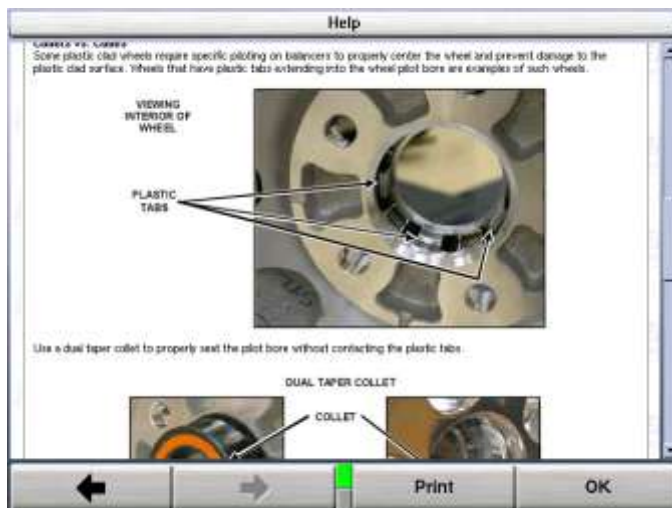 Help
Collets vs. Cones
Some plastic clad wheels require specific piloting on balancers to properly center the wheel and prevent damage to the
plastic clad surface. Wheels that have plastic tabs extending into the wheel pilot bore are examples of such wheels.
VIEWING
INTERIOR OF
WHEEL
PLASTIC
TABS
Use a dual taper collet to properly seat the pilot bore without contacting the plastic tabs.
DUAL TAPER COLLET
COLLET
Print
OK